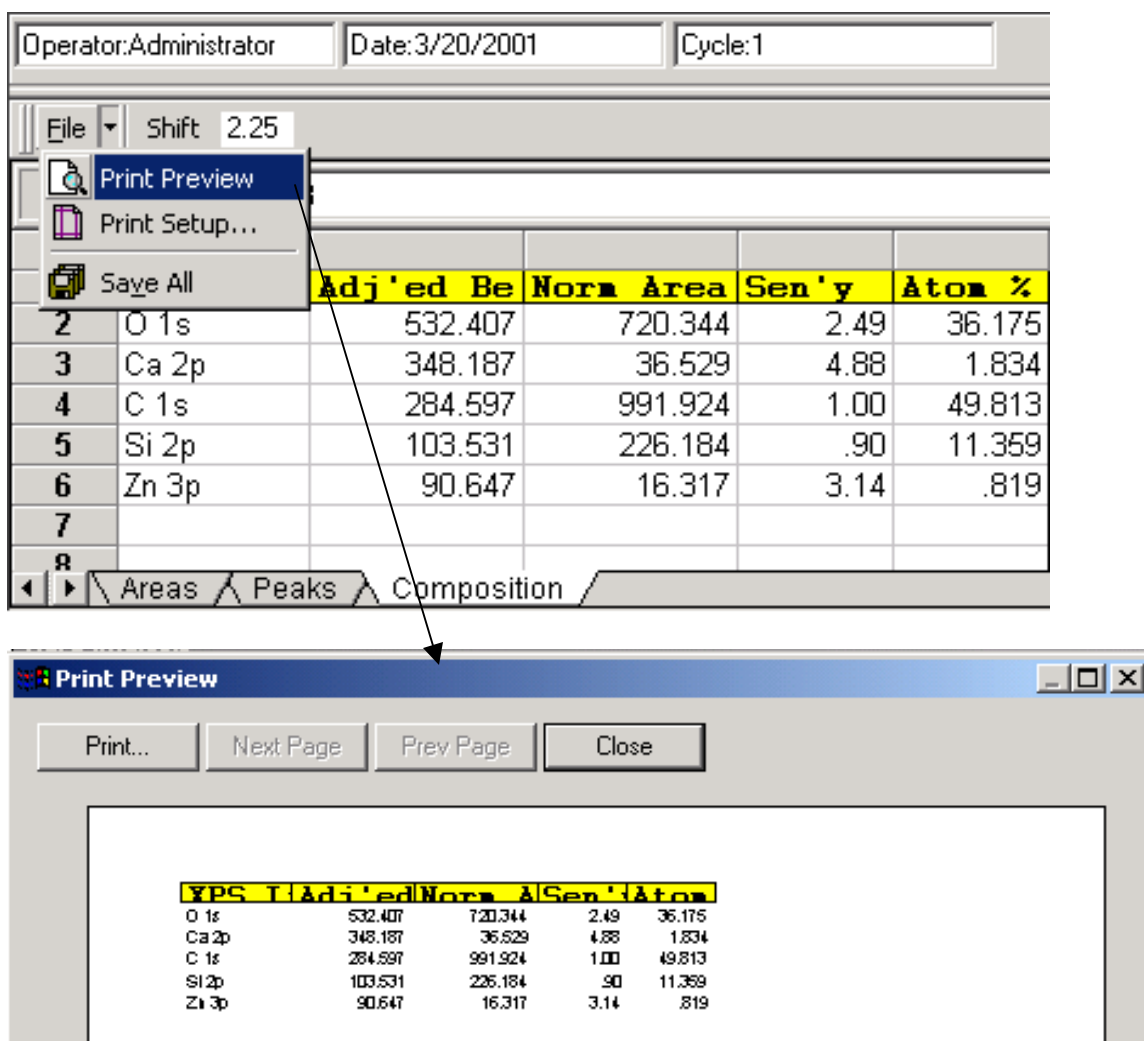 Operator:Administrator Date:3/20/2001 Cycle:1
File Shift 2.25
Print Preview
Print Setup...
Save All
Adj'ed Be Norm Area Sen'y Atom %
2 O 1s 532.407 720.344 2.49 36.175
3 Ca 2p 348.187 36.529 4.88 1.834
4 C 1s 284.597 991.924 1.00 49.813
5 Si 2p 103.531 226.184 .90 11.359
6 Zn 3p 90.647 16.317 3.14 .819
7
8
Areas Peaks Composition
Print Preview
Print... Next Page Prev Page Close
XPS Adj'ed Norm A Sen' Atom
O 1s 532.407 720.344 2.49 36.175
Ca 2p 348.187 36.529 4.88 1.834
C 1s 284.597 991.924 1.00 49.813
Si 2p 103.531 226.184 .90 11.359
Zn 3p 90.647 16.317 3.14 .819